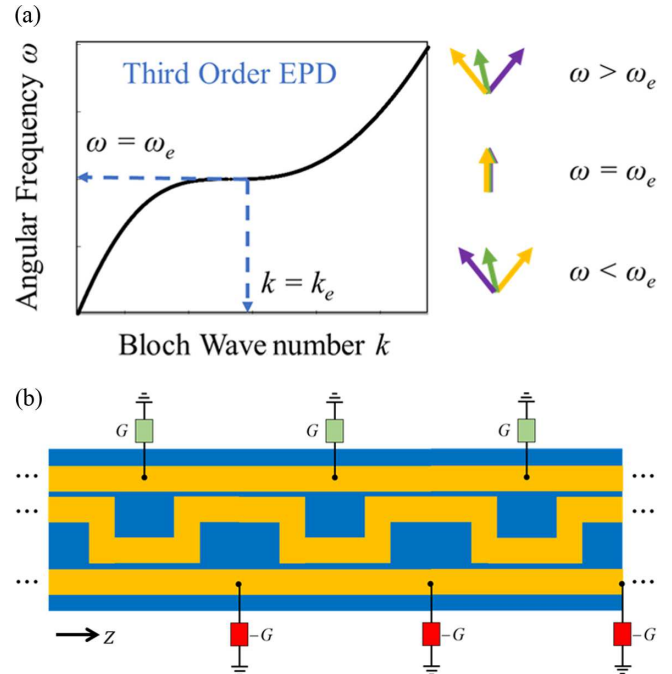 (a)
Third Order EPD
Angular Frequency ω
ω = ωₑ
k = kₑ
Bloch Wave number k
ω > ωₑ
ω = ωₑ
ω < ωₑ
(b)
G G G
...
...
...
...
...
...
Z
–G –G –G